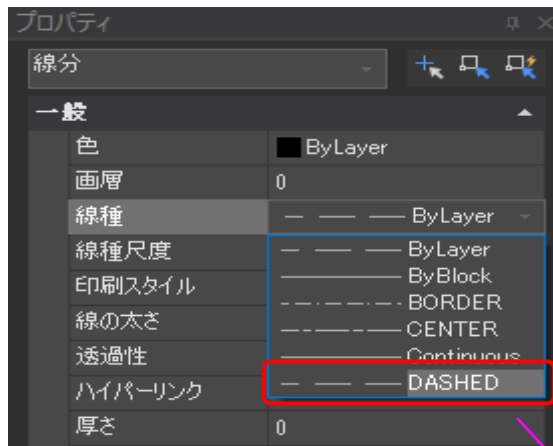 プロパティ
線分
一般
色 ByLayer
画層 0
線種 ByLayer
線種尺度 ByLayer
印刷スタイル ByBlock
BORDER
線の太さ CENTER
透過性 Continuous
ハイパーリンク DASHED
厚さ 0